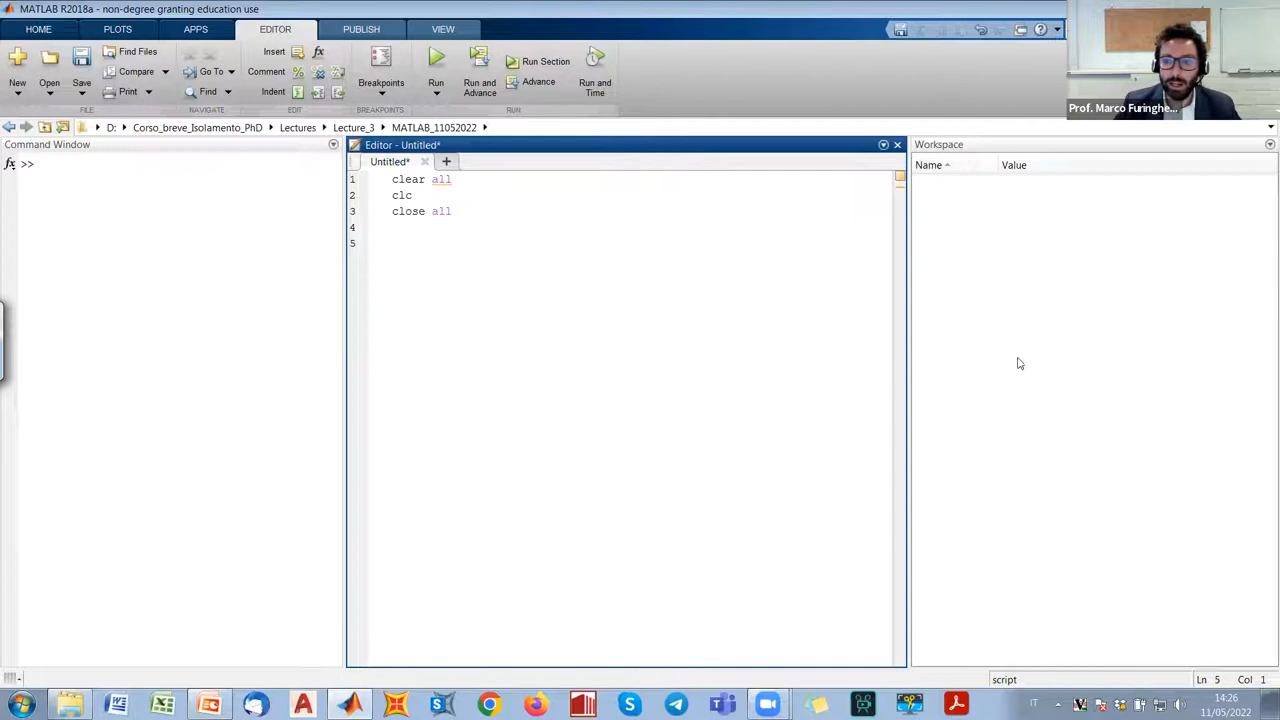 MATLAB R2018a - non-degree granting education use
HOME PLOTS APPS EDITOR PUBLISH VIEW
New Open Save Find Files Compare Print Go To Find Insert Comment Indent Breakpoints Run Run and Advance Run Section Advance Run and Time
FILE NAVIGATE EDIT BREAKPOINTS RUN
Prof. Marco Furinghe...
D: Corso_breve_Isolamento_PhD Lectures Lecture_3 MATLAB_11052022
Command Window
fx >>
Editor - Untitled*
Untitled*
1 clear all
2 clc
3 close all
4
5
Workspace
Name Value
script Ln 5 Col 1
IT 14:26
11/05/2022